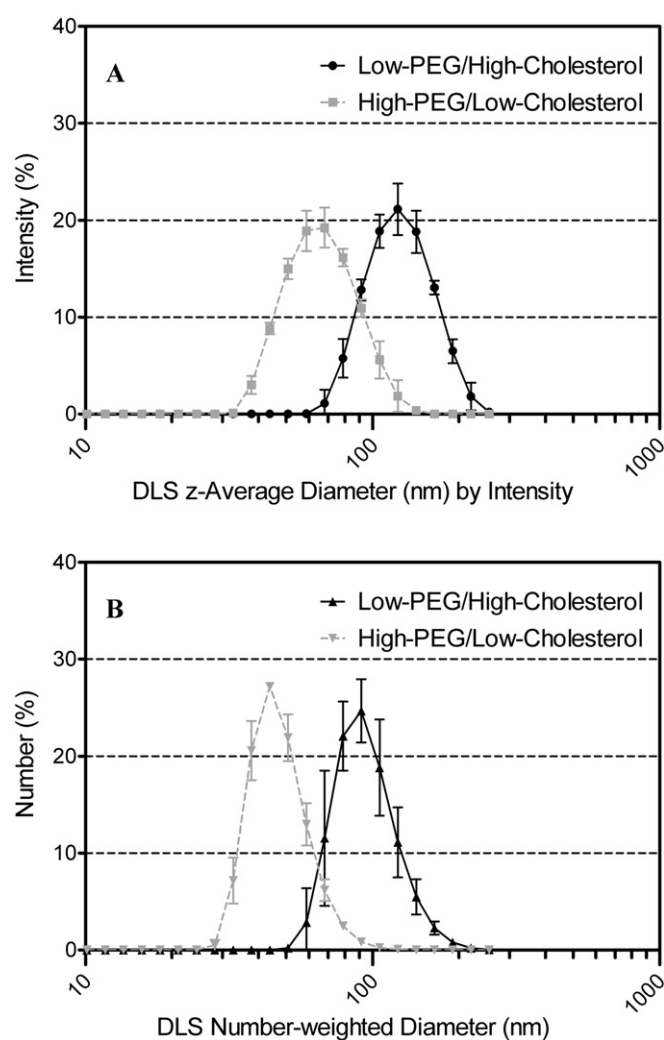 40
A
Low-PEG/High-Cholesterol
High-PEG/Low-Cholesterol
30
Intensity (%)
20
10
0
10
100
1000
DLS z-Average Diameter (nm) by Intensity
40
B
Low-PEG/High-Cholesterol
High-PEG/Low-Cholesterol
30
Number (%)
20
10
0
10
100
1000
DLS Number-weighted Diameter (nm)